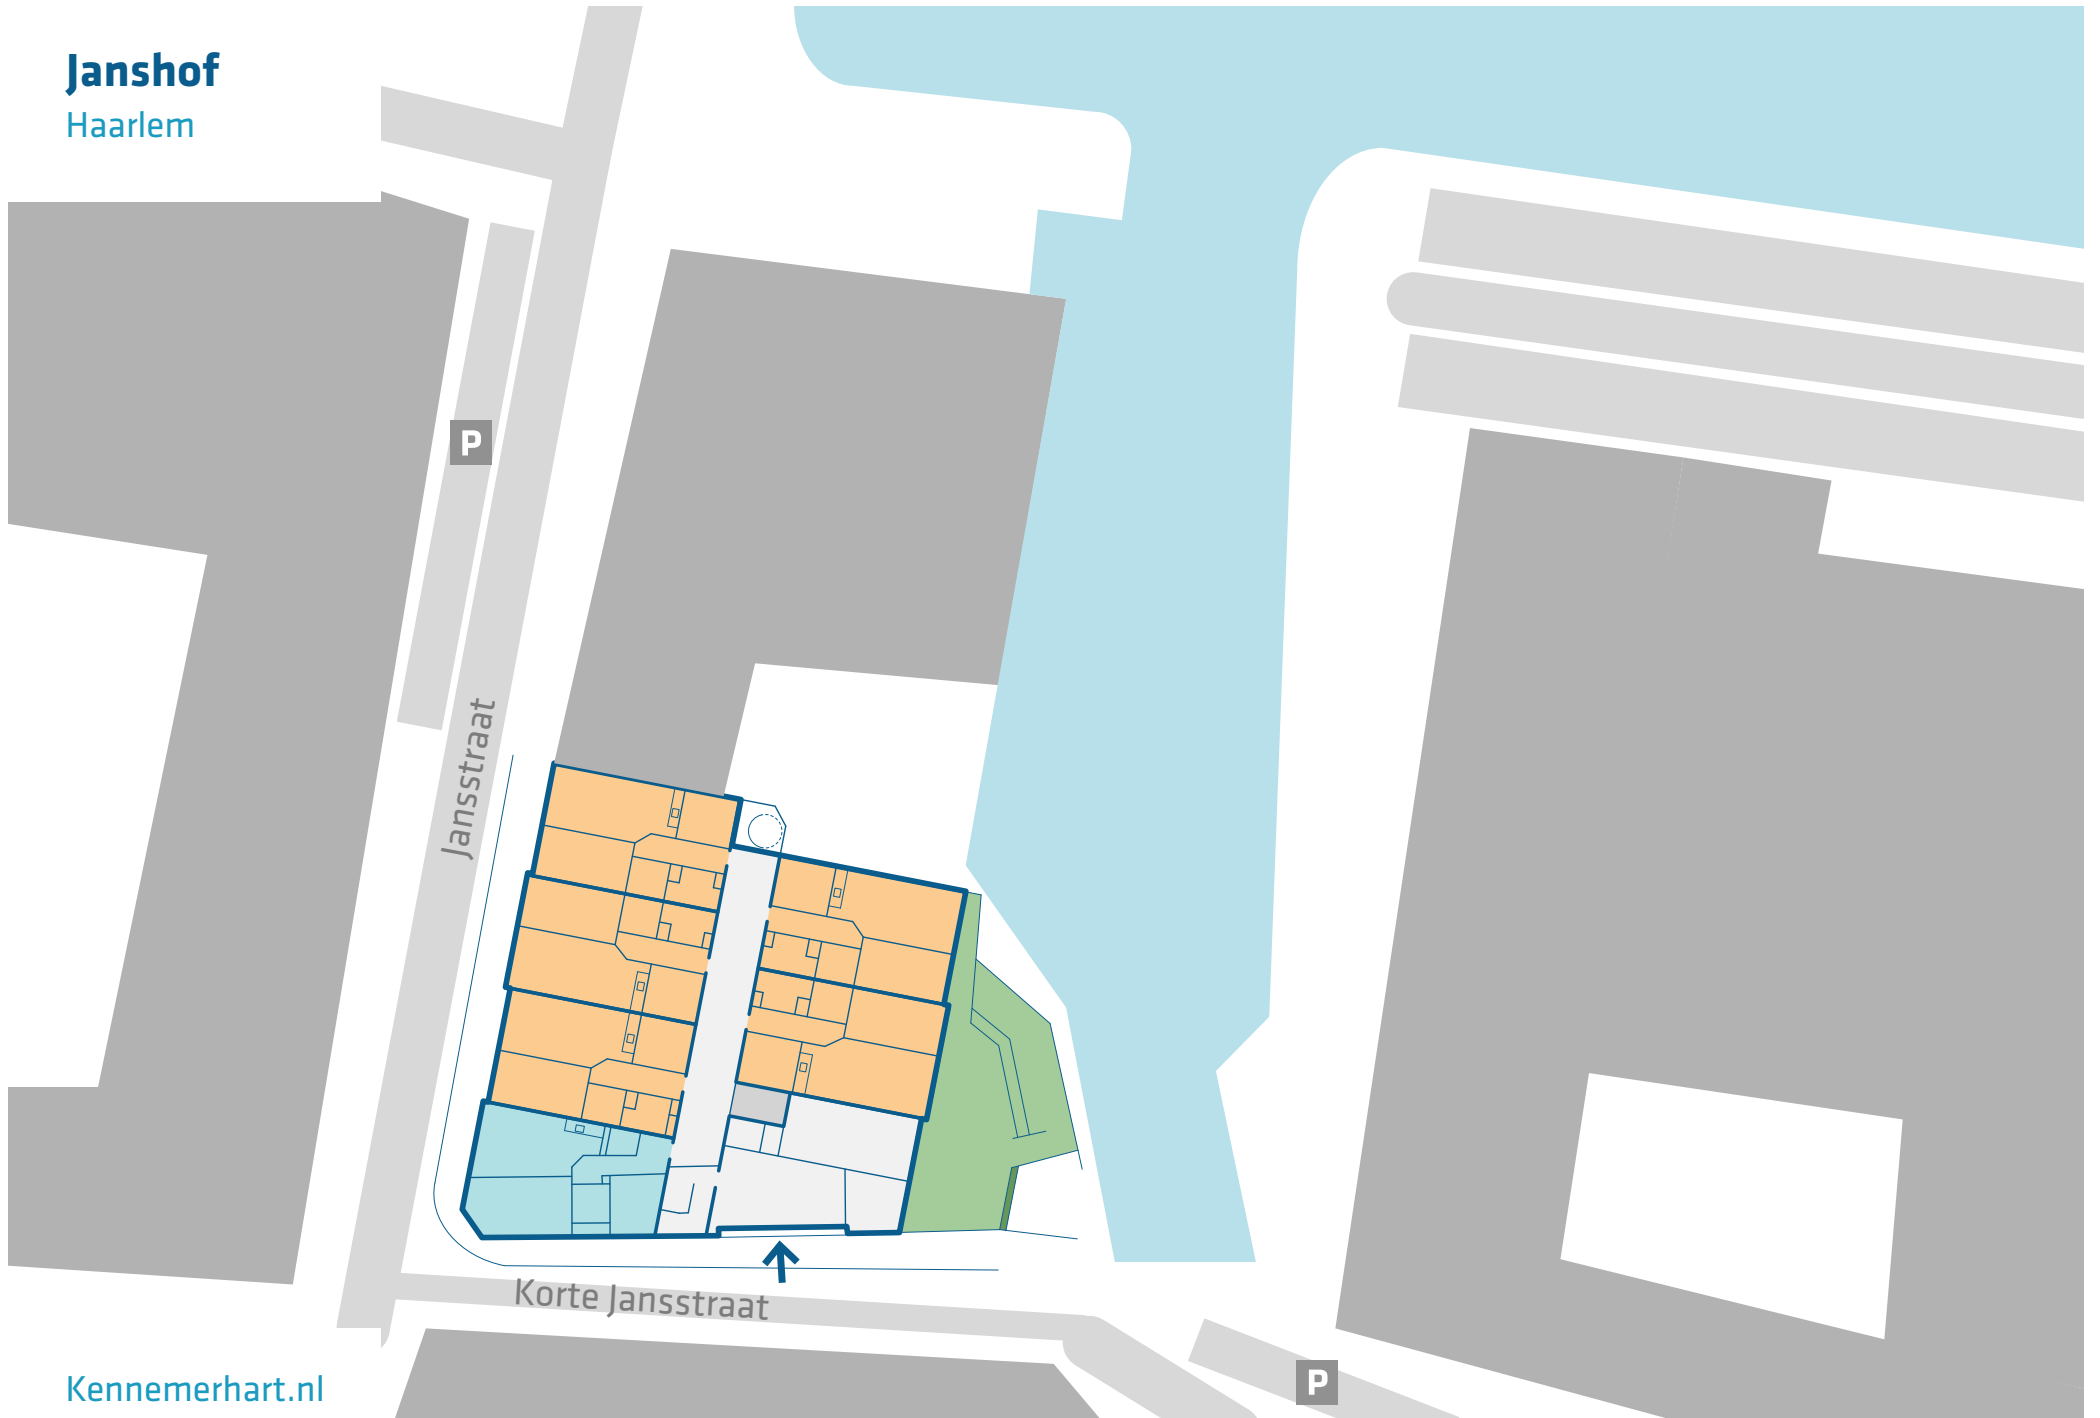 Janshof
Haarlem
P
Jansstraat
Korte Jansstraat
P
Kennemerhart.nl